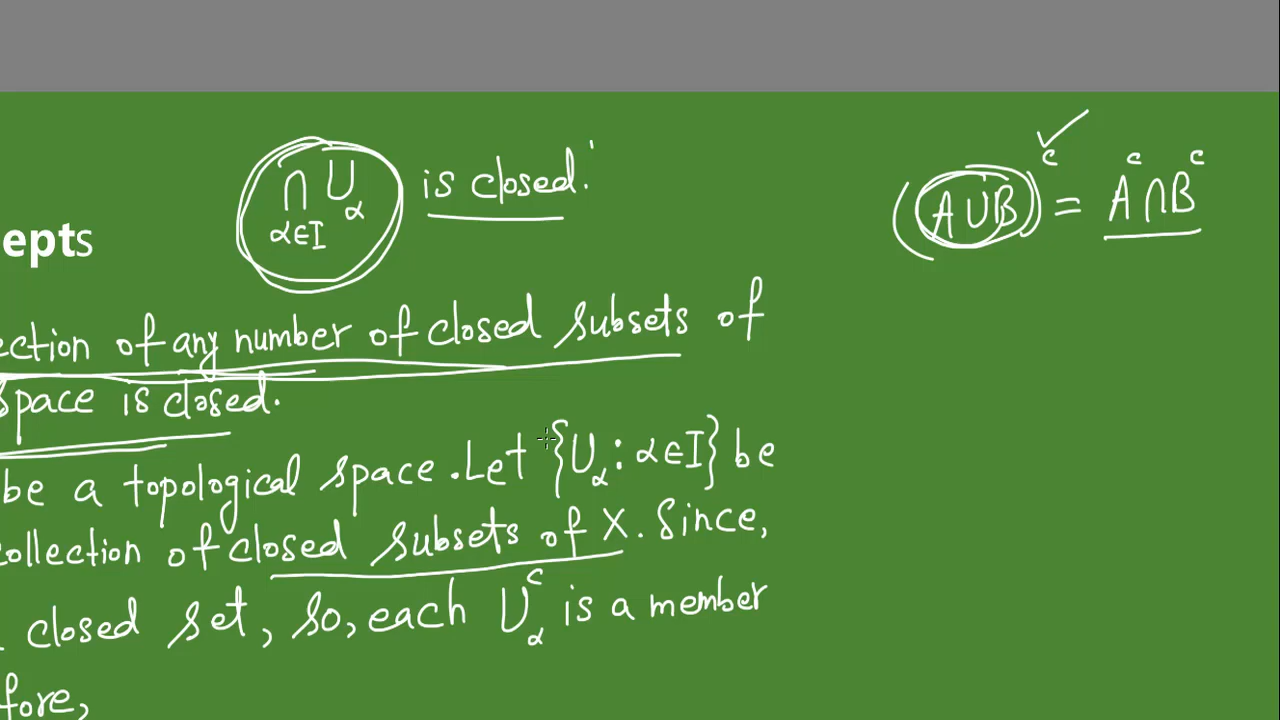 ∩ U_α is closed.
α∈I
(A∪B)^c = A^c ∩ B^c
epts
ection of any number of closed subsets of
space is closed.
be a topological space. Let {U_α : α∈I} be
ollection of closed subsets of X. Since,
closed set, so, each U_α^c is a member
fore,